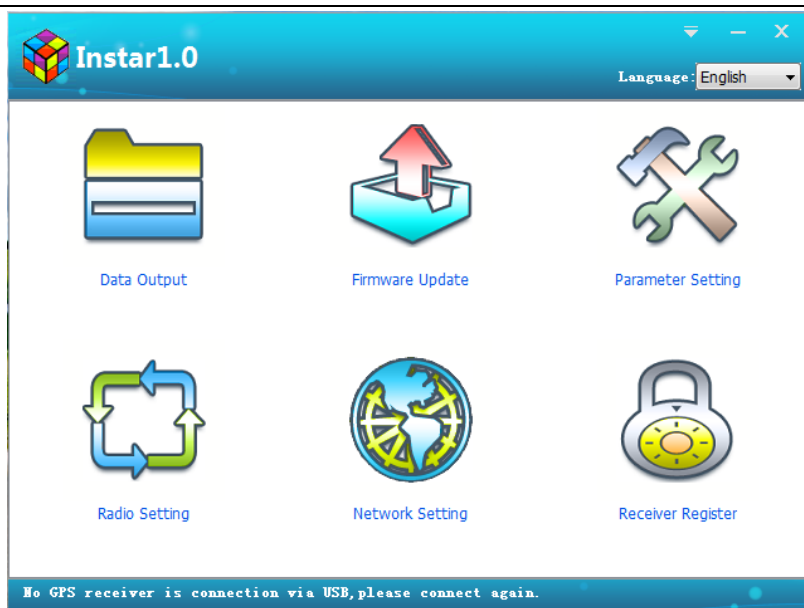 Instar1.0
Language: English
Data Output Firmware Update Parameter Setting
Radio Setting Network Setting Receiver Register
No GPS receiver is connection via USB,please connect again.